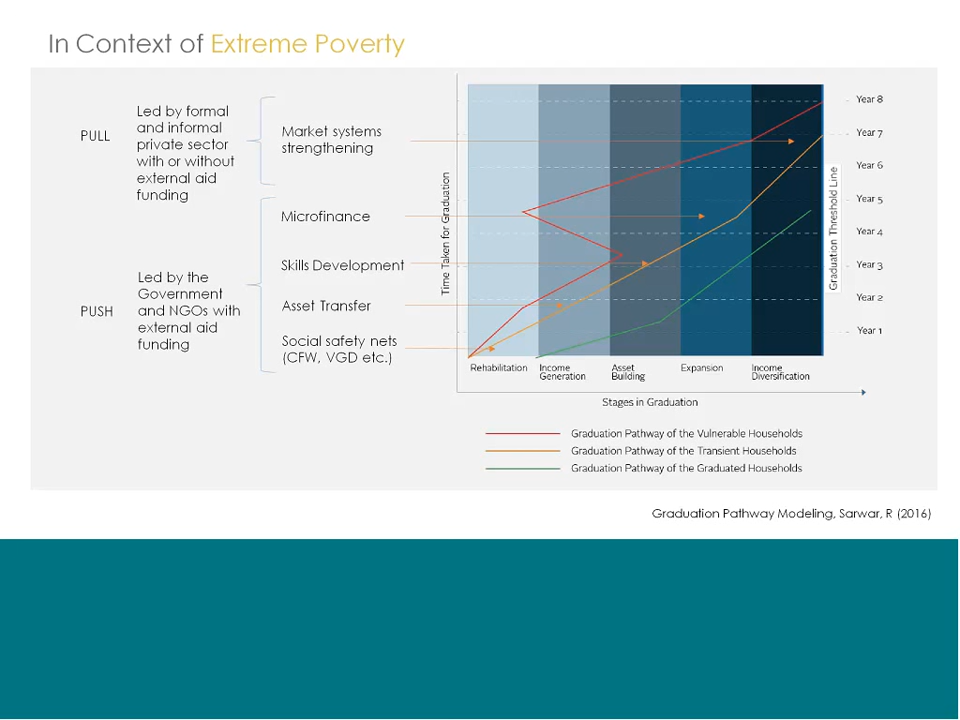 In Context of Extreme Poverty
PULL
Led by formal
and informal
private sector
with or without
external aid
funding
Market systems
strengthening
Microfinance
Skills Development
Asset Transfer
Social safety nets
(CFW, VGD etc.)
PUSH
Led by the
Government
and NGOs with
external aid
funding
Time Taken for Graduation
Year 8
Year 7
Year 6
Year 5
Year 4
Year 3
Year 2
Year 1
Graduation Threshold Line
Rehabilitation
Income
Generation
Asset
Building
Expansion
Income
Diversification
Stages in Graduation
Graduation Pathway of the Vulnerable Households
Graduation Pathway of the Transient Households
Graduation Pathway of the Graduated Households
Graduation Pathway Modeling, Sarwar, R (2016)